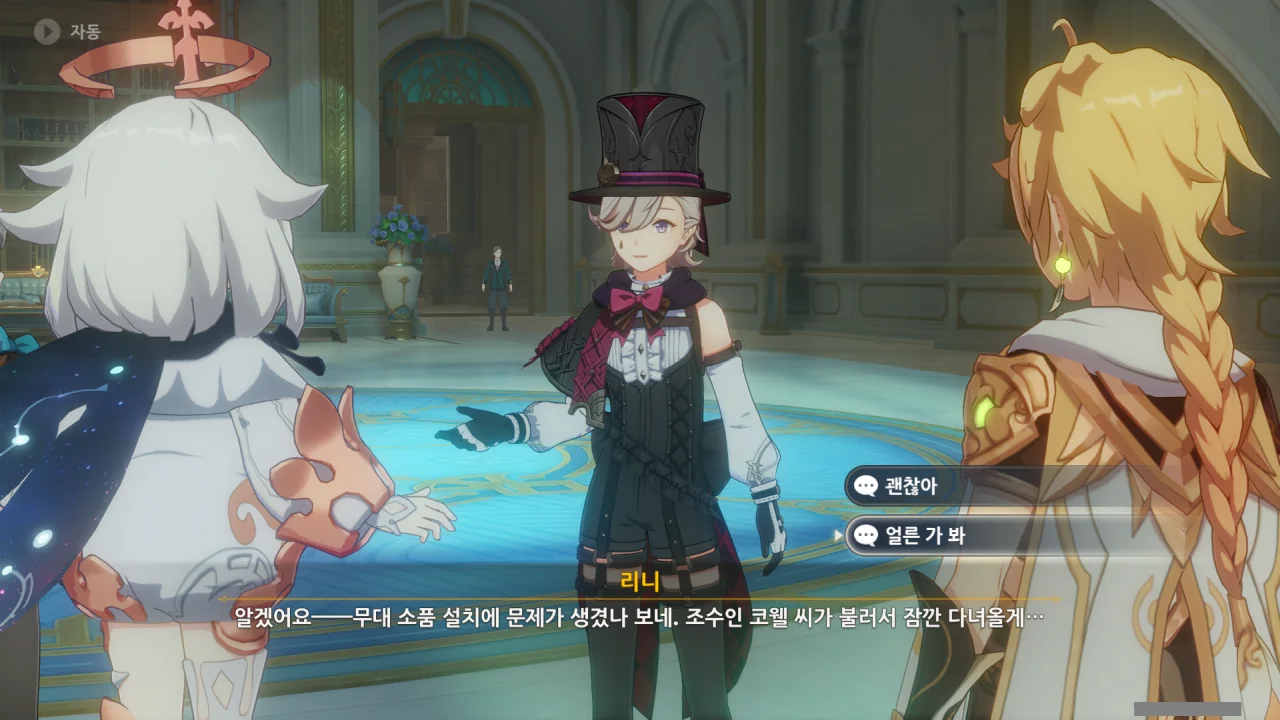 자동
괜찮아
얼른 가 봐
리니
알겠어요——무대 소품 설치에 문제가 생겼나 보네. 조수인 코웰 씨가 불러서 잠깐 다녀올게…